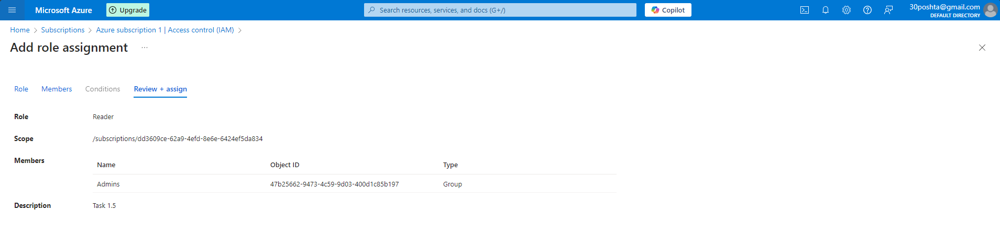 Microsoft Azure Upgrade Search resources, services, and docs (G+/) Copilot 30poshta@gmail.com
DEFAULT DIRECTORY
Home > Subscriptions > Azure subscription 1 | Access control (IAM) >
Add role assignment ...
Role Members Conditions Review + assign
Role Reader
Scope /subscriptions/dd3609ce-62a9-4efd-8e6e-6424ef5da834
Members
Name Object ID Type
Admins 47b25662-9473-4c59-9d03-400d1c85b197 Group
Description Task 1.5